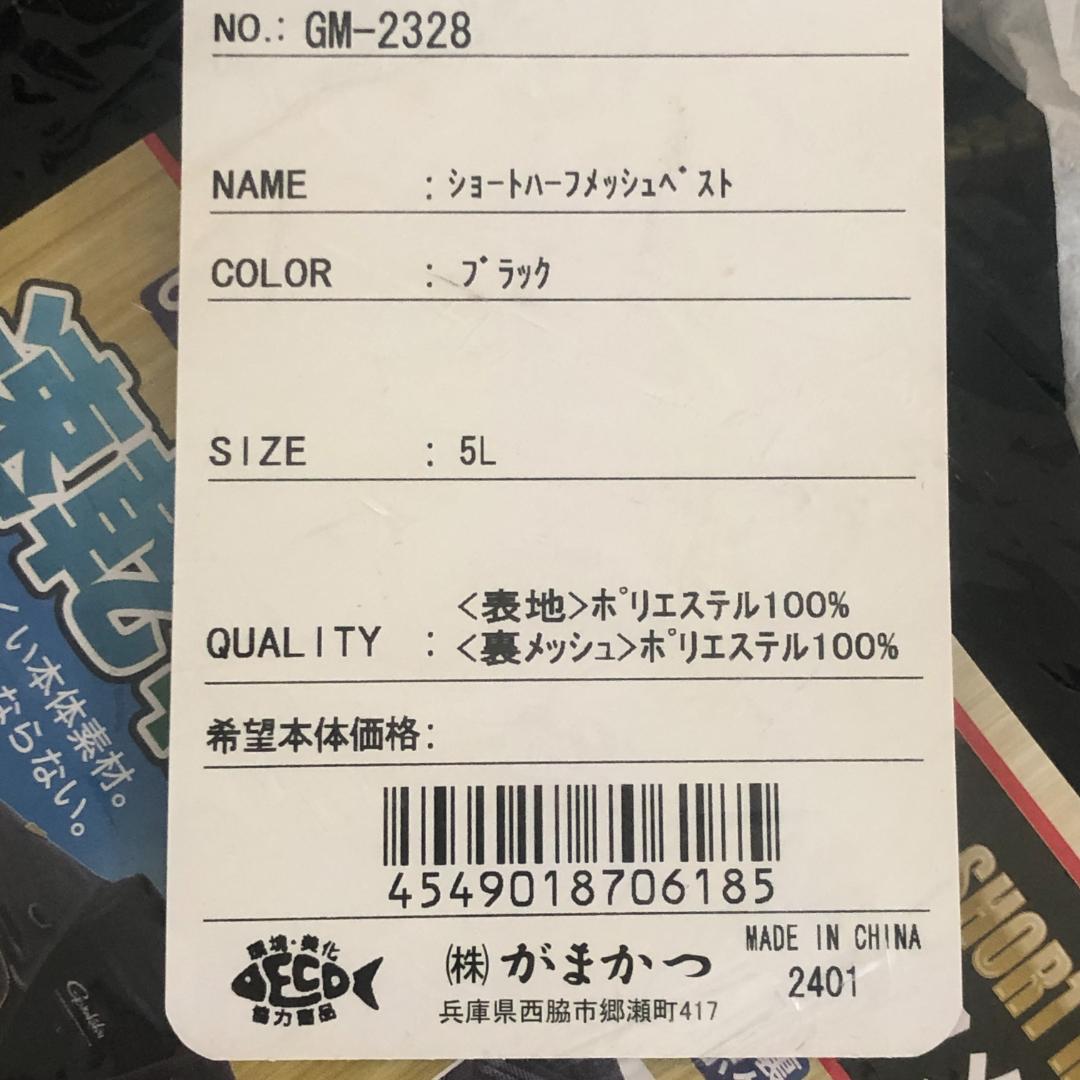 NO.: GM-2328
NAME : ショートハーフメッシュベスト
COLOR : ブラック
SIZE : 5L
QUALITY : <表地>ポリエステル100%
<裏メッシュ>ポリエステル100%
希望本体価格:
4549018706185
環境・美化
ECO
協力商品
(株)がまかつ
兵庫県西脇市郷瀬町417
MADE IN CHINA
2401
い本体素材。
ならない。
Gamakatsu
SHORT